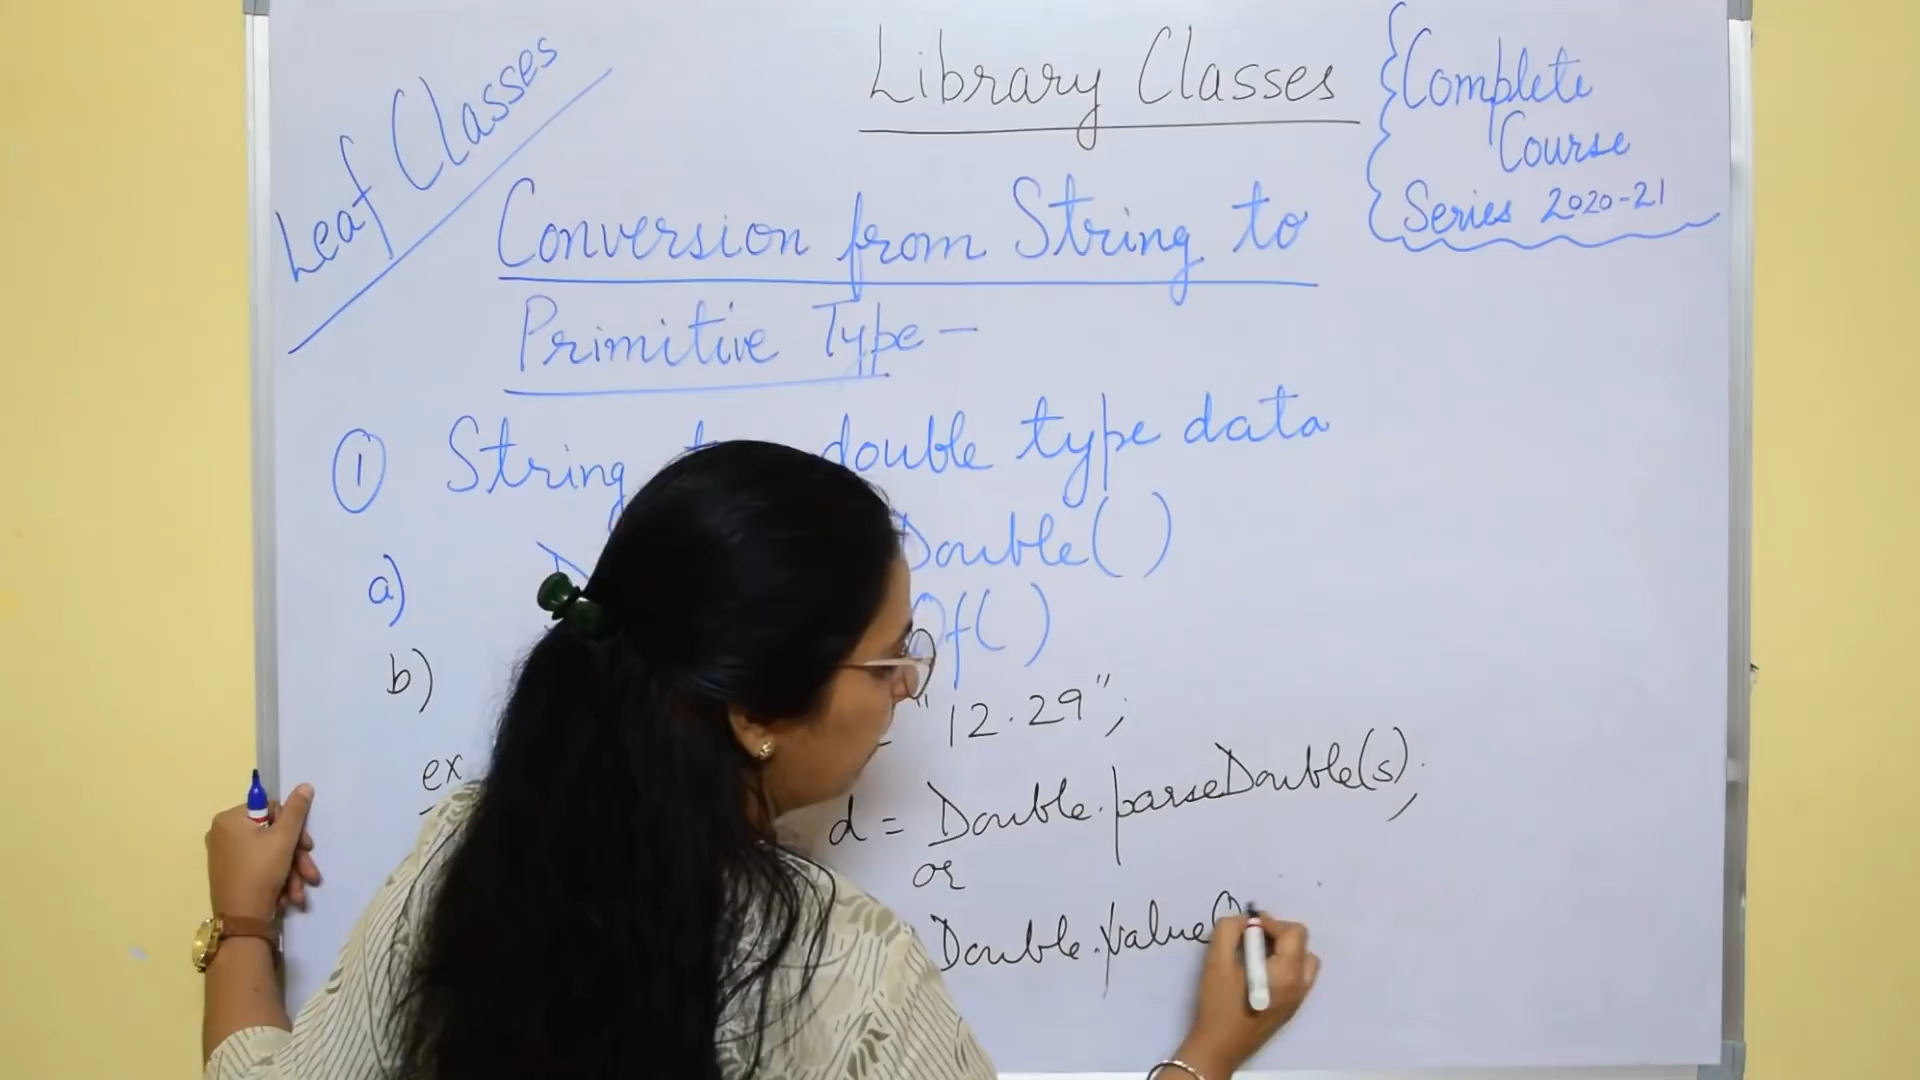 Leaf Classes
Library Classes
Complete
Course
Series 2020-21
Conversion from String to
Primitive Type -
① String double type data
a) Double()
b) Of()
ex = "12.29";
d = Double.parseDouble(s);
or
Double.valueO